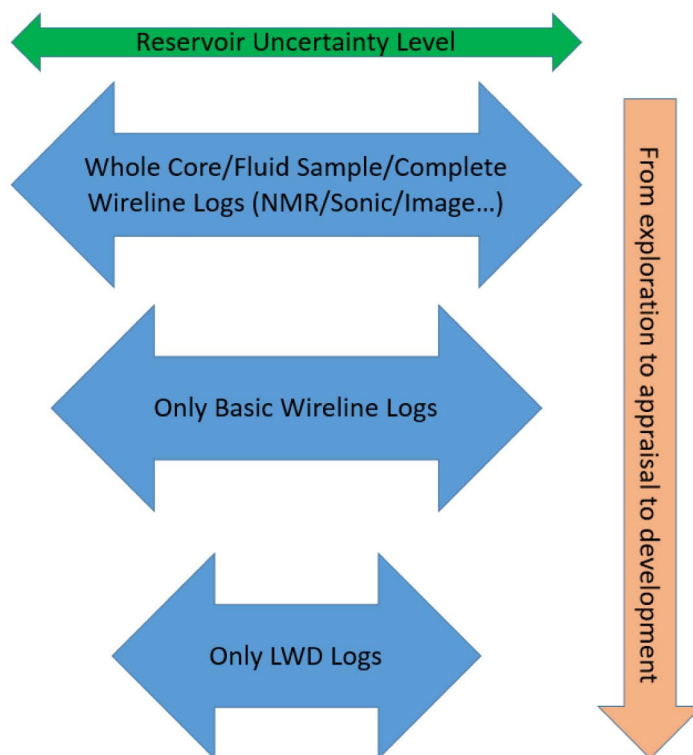 Reservoir Uncertainty Level
Whole Core/Fluid Sample/Complete
Wireline Logs (NMR/Sonic/Image...)
Only Basic Wireline Logs
Only LWD Logs
From exploration to appraisal to development